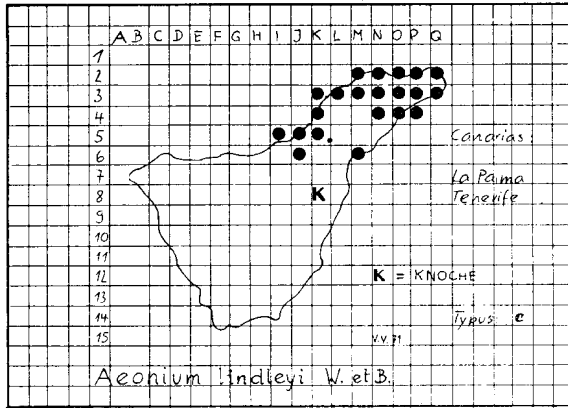 A B C D E F G H I J K L M N O P Q
1
2
3
4
5
Canarias:
6
7
La Palma
8
K
Tenerife
9
10
11
12
K = KNOCHE
13
14
Typus c
15
V.V. 71
Aeonium lindleyi W. et B.